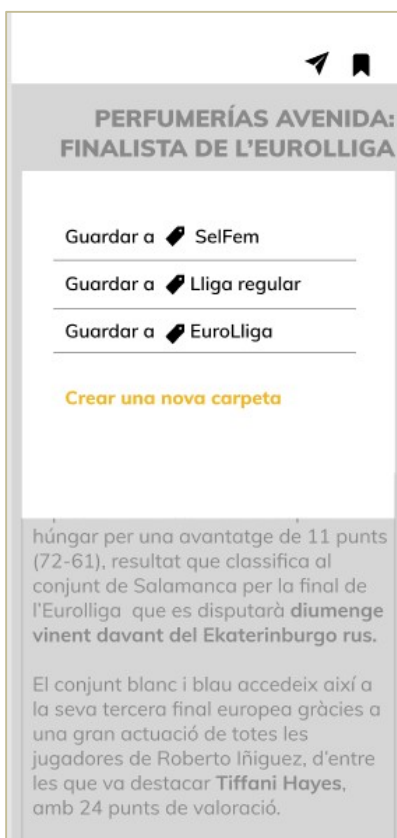 PERFUMERÍAS AVENIDA:
FINALISTA DE L’EUROLLIGA
Guardar a SelFem
Guardar a Lliga regular
Guardar a EuroLliga
Crear una nova carpeta
húngar per una avantatge de 11 punts
(72-61), resultat que classifica al
conjunt de Salamanca per la final de
l’Eurolliga que es disputarà diumenge
vinent davant del Ekaterinburgo rus.
El conjunt blanc i blau accedeix així a
la seva tercera final europea gràcies a
una gran actuació de totes les
jugadores de Roberto Iñiguez, d’entre
les que va destacar Tiffani Hayes,
amb 24 punts de valoració.